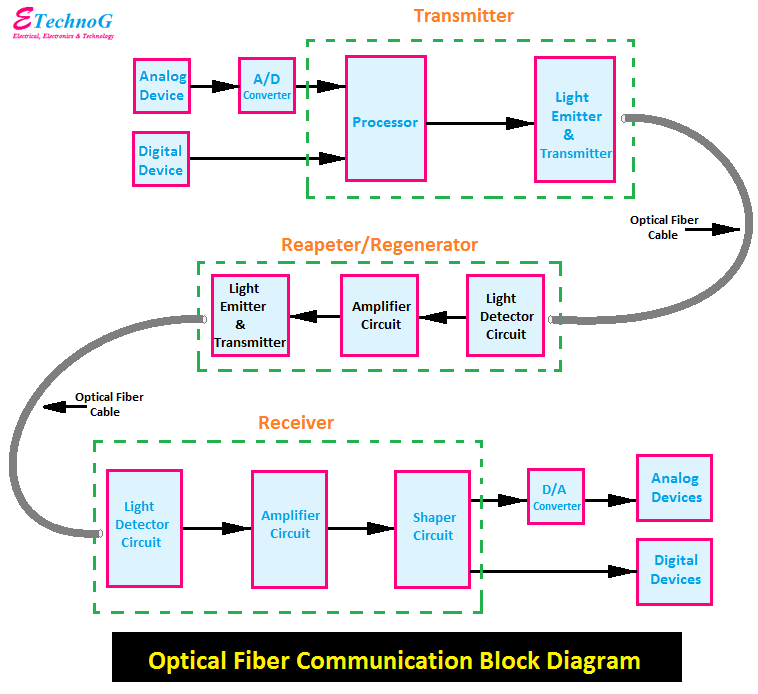 ETechnoG
Electrical, Electronics & Technology
Transmitter
Analog
Device
A/D
Converter
Digital
Device
Processor
Light
Emitter
&
Transmitter
Optical Fiber
Cable
Reapeter/Regenerator
Light
Emitter
&
Transmitter
Amplifier
Circuit
Light
Detector
Circuit
Optical Fiber
Cable
Receiver
Light
Detector
Circuit
Amplifier
Circuit
Shaper
Circuit
D/A
Converter
Analog
Devices
Digital
Devices
Optical Fiber Communication Block Diagram